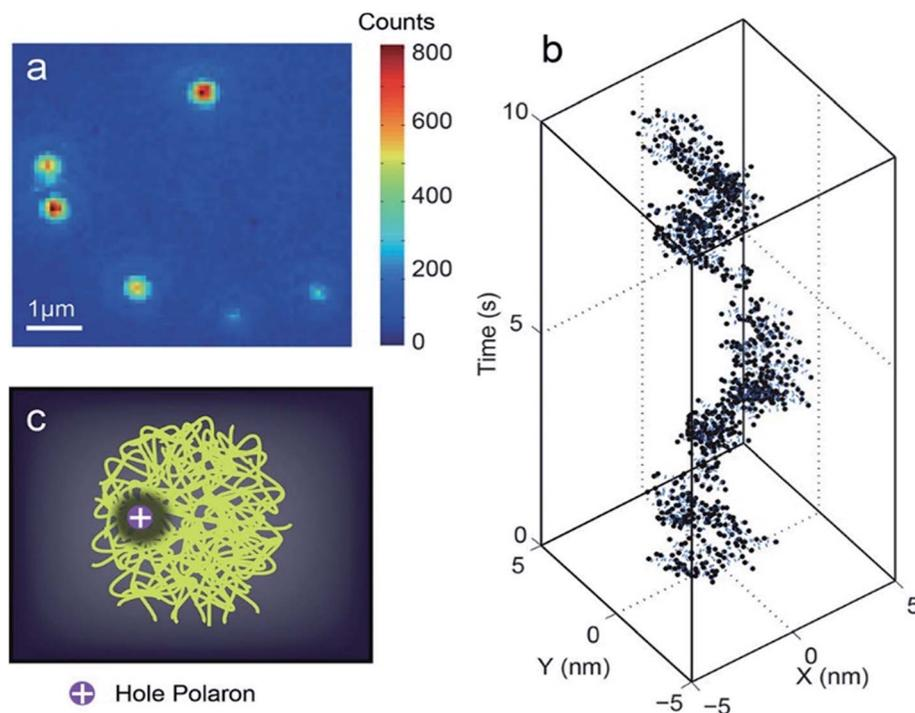 Counts
a
800
600
400
200
0
1μm
b
10
5
0
Time (s)
5
0
-5
Y (nm)
-5
0
5
X (nm)
c
+
Hole Polaron